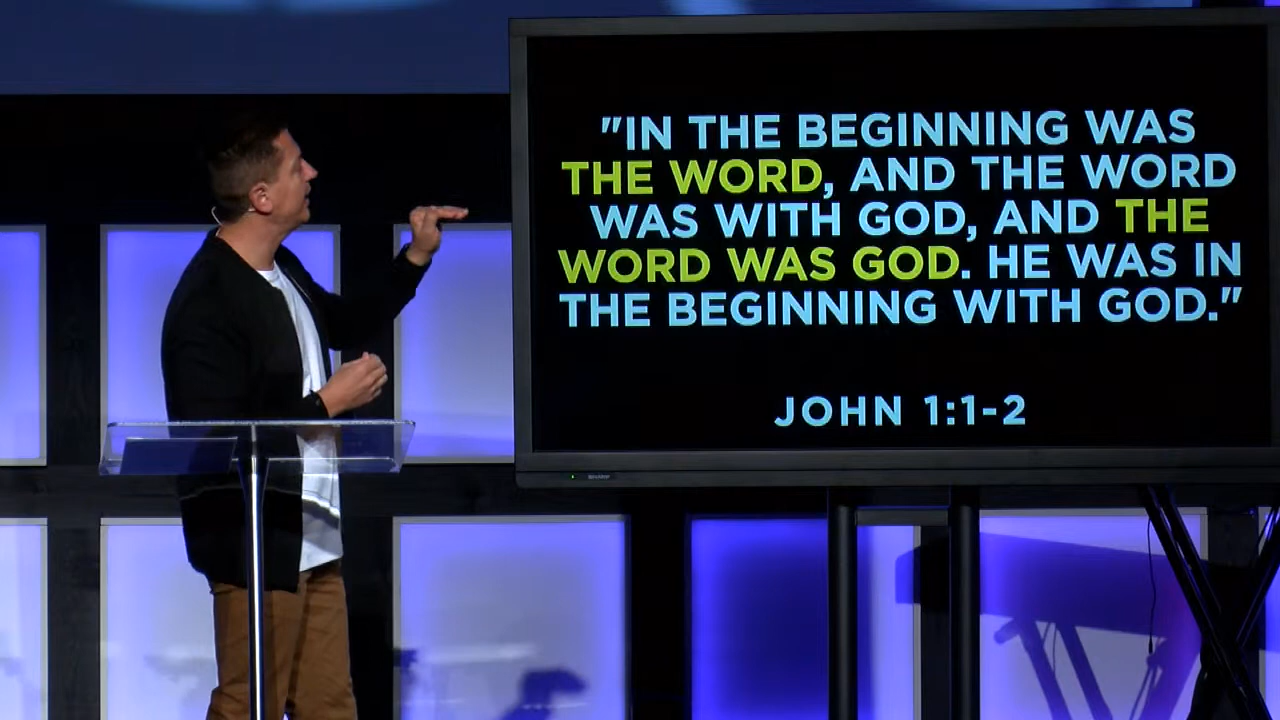 "IN THE BEGINNING WAS
THE WORD, AND THE WORD
WAS WITH GOD, AND THE
WORD WAS GOD. HE WAS IN
THE BEGINNING WITH GOD."
JOHN 1:1-2
SHARP